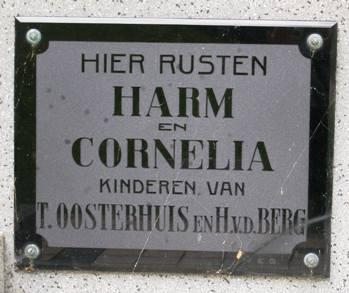 HIER RUSTEN
HARM
EN
CORNELIA
KINDEREN VAN
T. OOSTERHUIS EN H.V.D. BERG